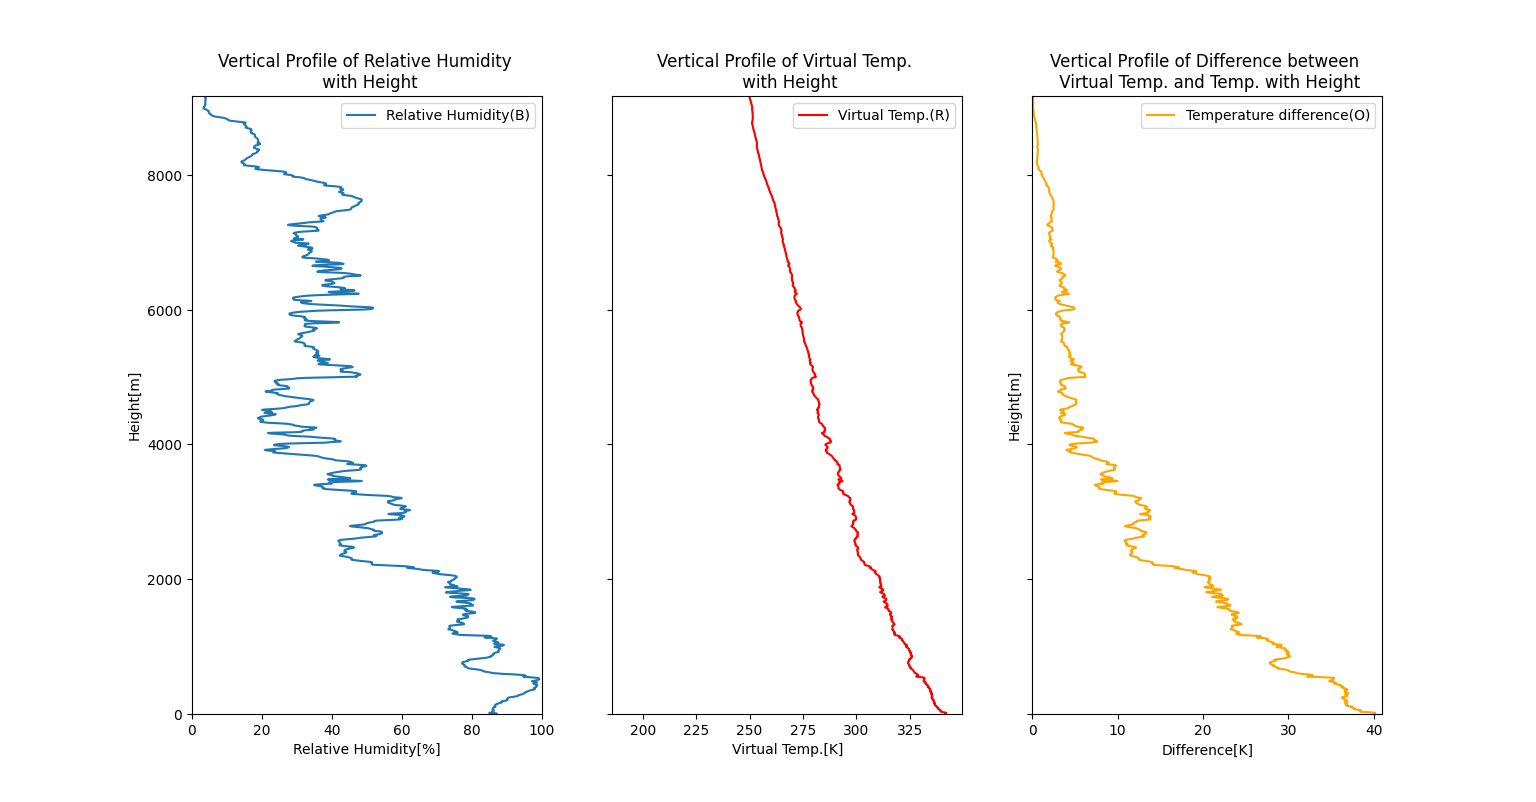 Vertical Profile of Relative Humidity
with Height
Relative Humidity(B)
8000
6000
4000
2000
0
Height[m]
0 20 40 60 80 100
Relative Humidity[%]
Vertical Profile of Virtual Temp.
with Height
Virtual Temp.(R)
200 225 250 275 300 325
Virtual Temp.[K]
Vertical Profile of Difference between
Virtual Temp. and Temp. with Height
Temperature difference(O)
Height[m]
0 10 20 30 40
Difference[K]